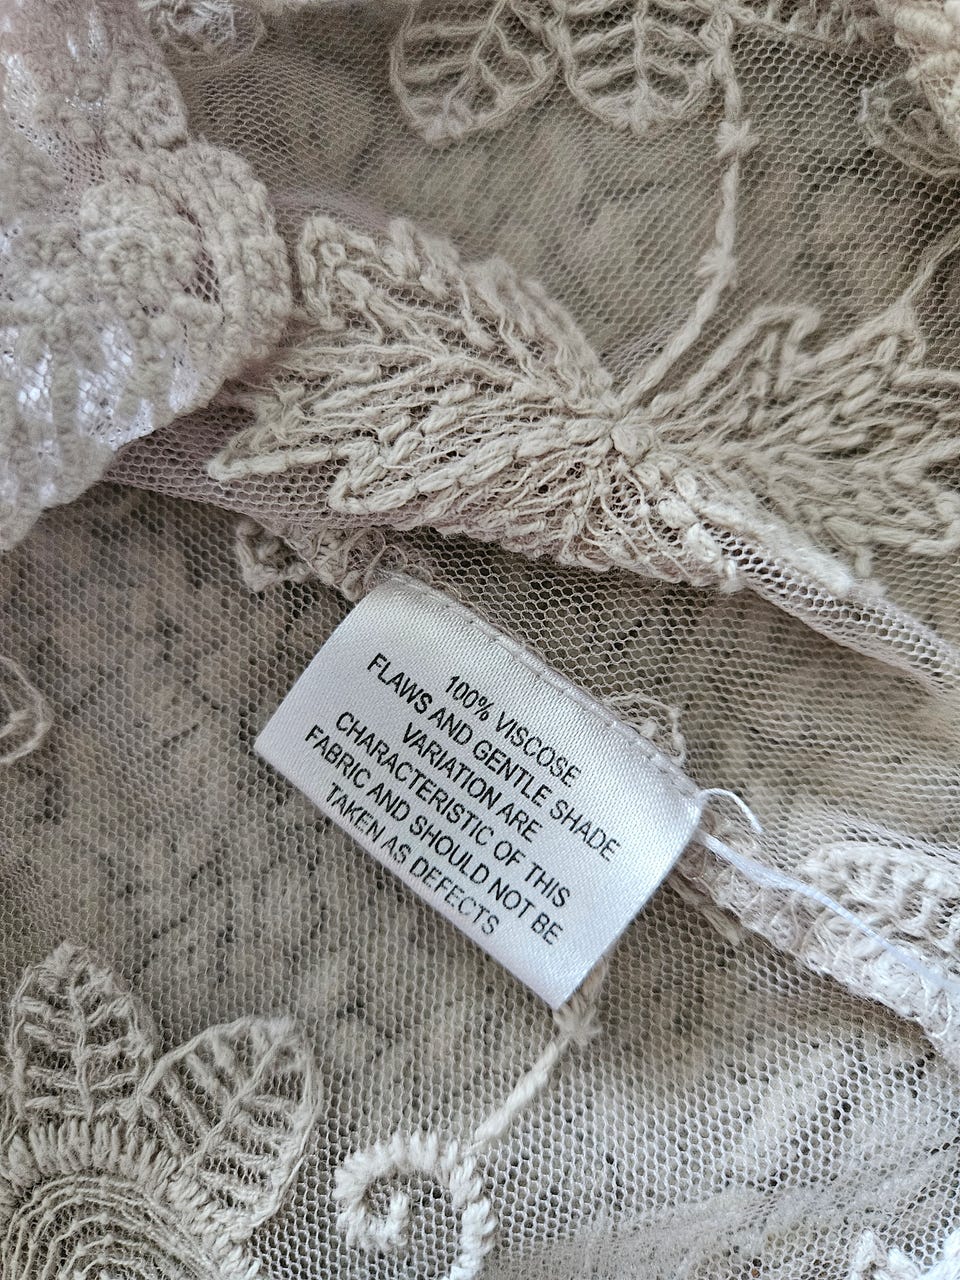 100% VISCOSE
FLAWS AND GENTLE SHADE
VARIATION ARE
CHARACTERISTIC OF THIS
FABRIC AND SHOULD NOT BE
TAKEN AS DEFECTS